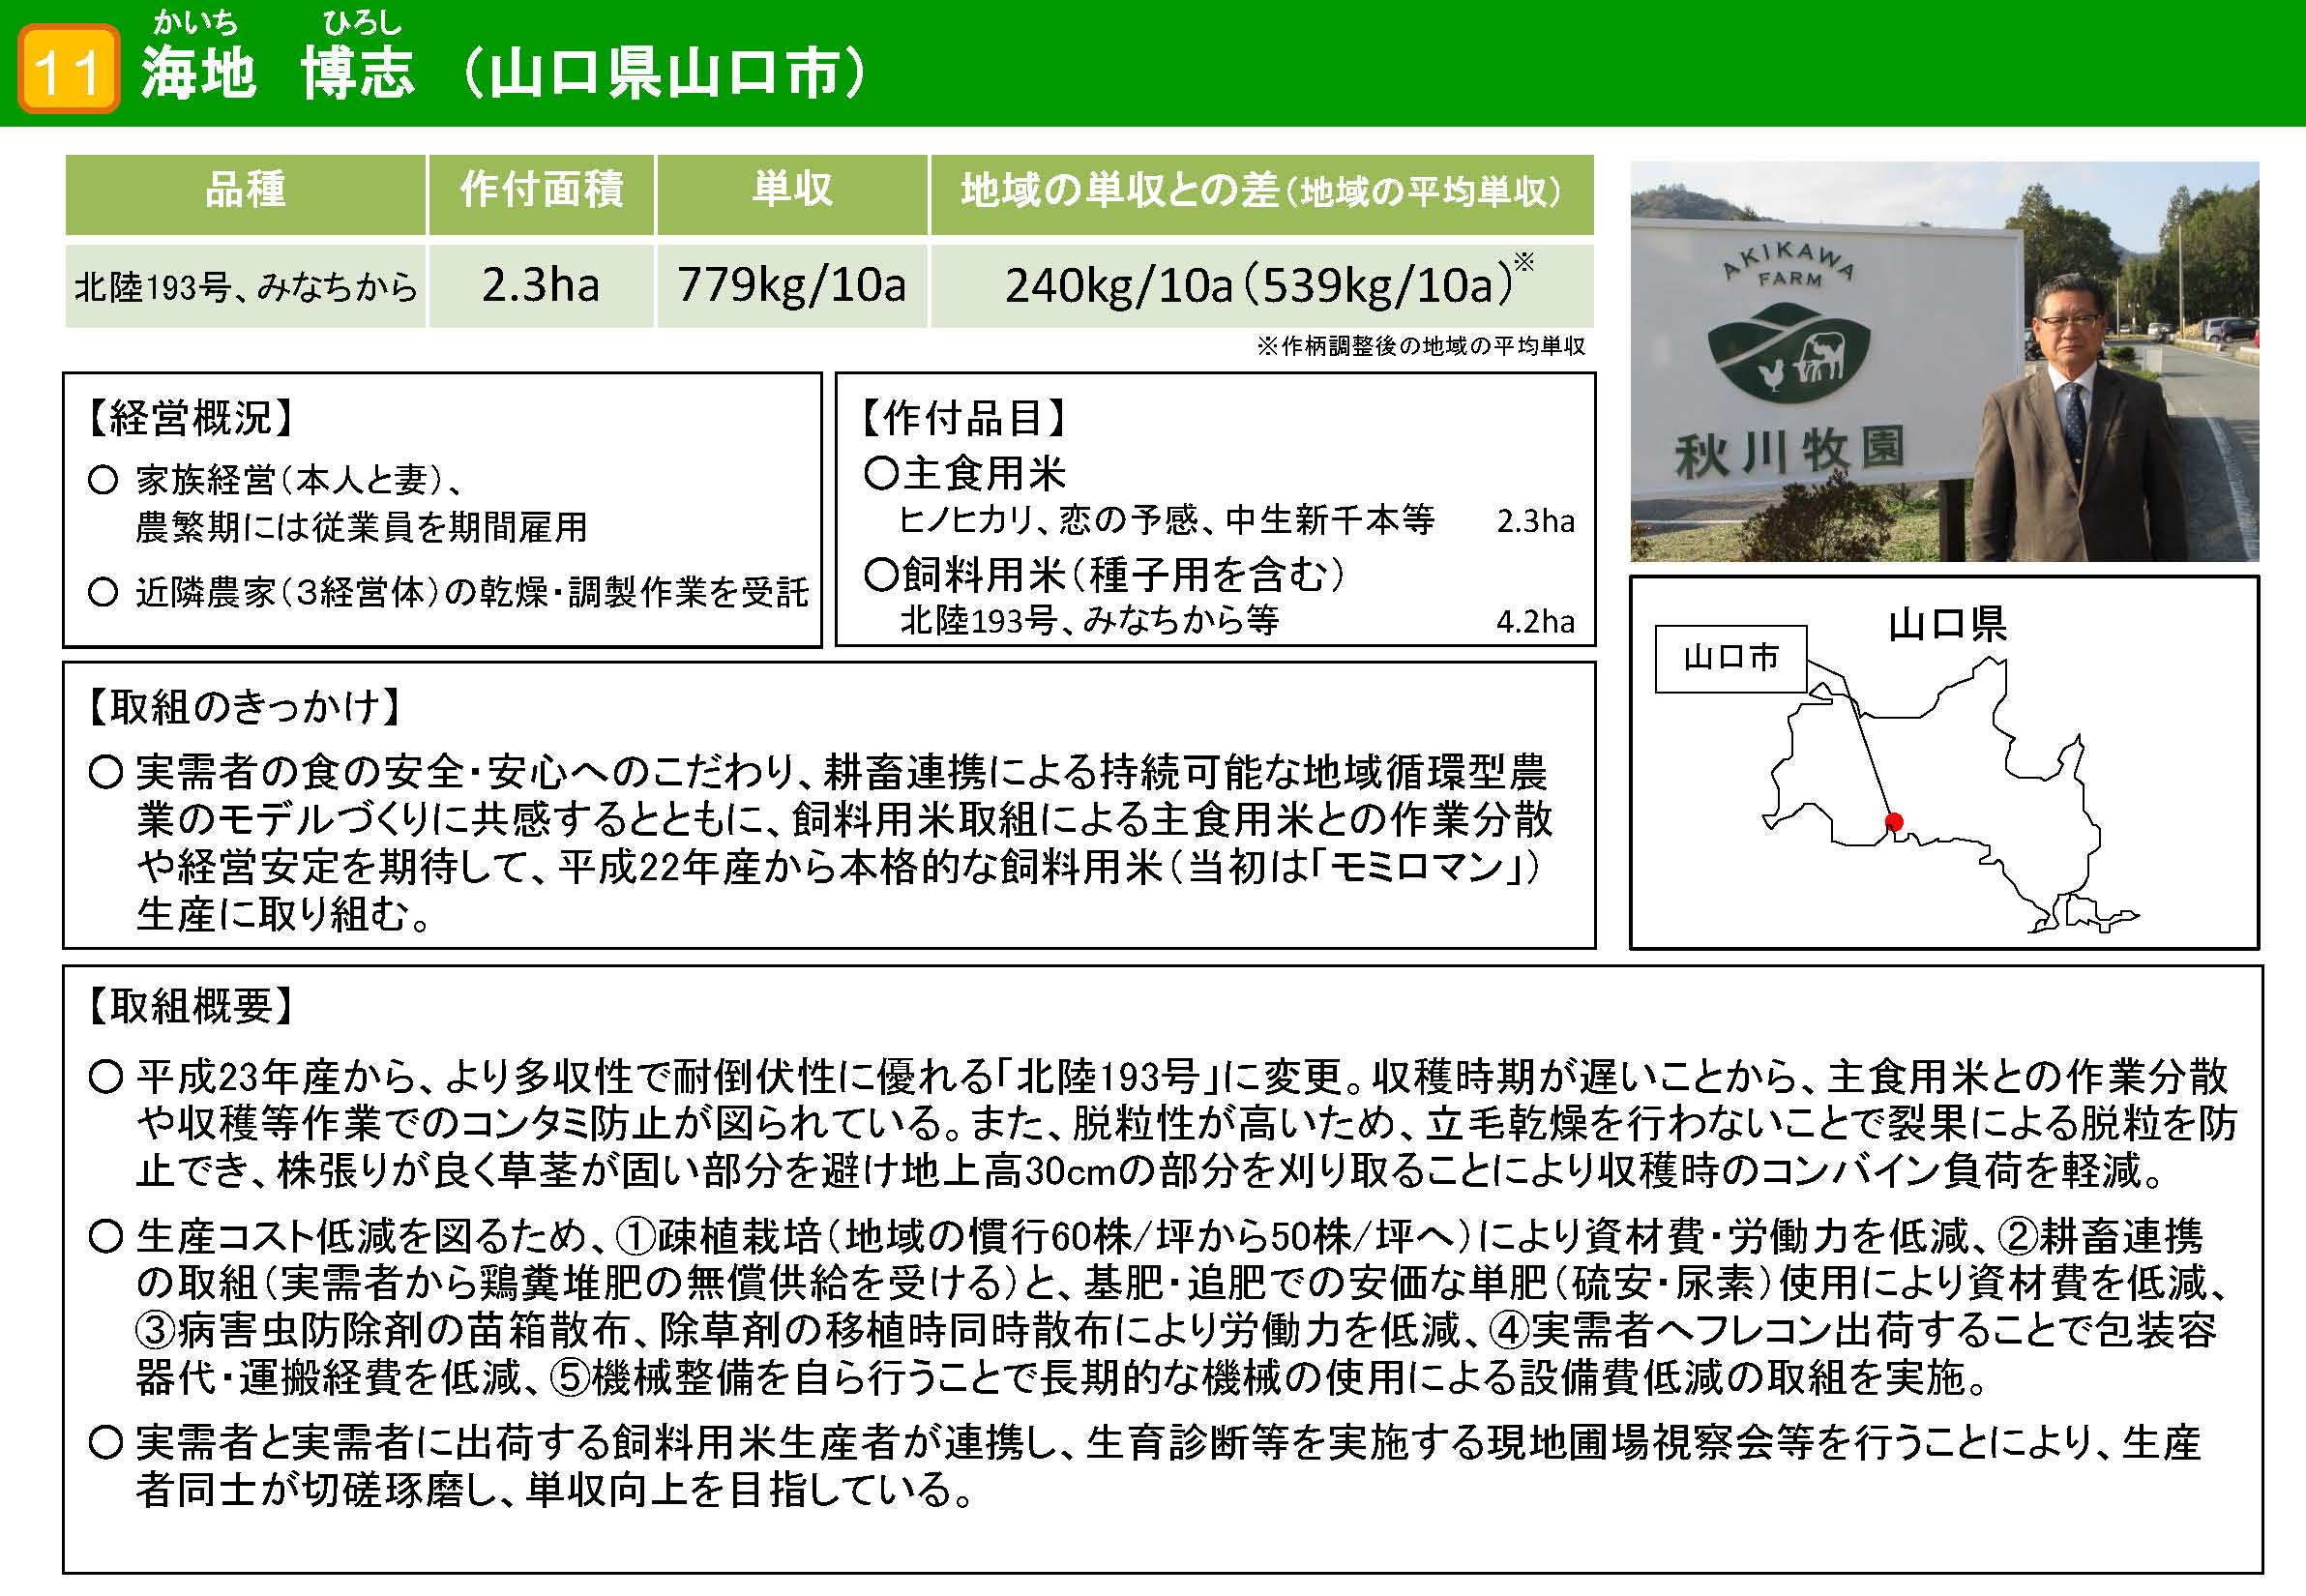 かいち ひろし
11 海地 博志 （山口県山口市）
品種 作付面積 単収 地域の単収との差（地域の平均単収）
北陸193号、みなちから 2.3ha 779kg/10a 240kg/10a（539kg/10a）※
※作柄調整後の地域の平均単収
【経営概況】
○ 家族経営（本人と妻）、
農繁期には従業員を期間雇用
○ 近隣農家（３経営体）の乾燥・調製作業を受託
【作付品目】
○主食用米
ヒノヒカリ、恋の予感、中生新千本等 2.3ha
○飼料用米（種子用を含む）
北陸193号、みなちから等 4.2ha
AKIKAWA
FARM
秋川牧園
山口県
山口市
【取組のきっかけ】
○ 実需者の食の安全・安心へのこだわり、耕畜連携による持続可能な地域循環型農
業のモデルづくりに共感するとともに、飼料用米取組による主食用米との作業分散
や経営安定を期待して、平成22年産から本格的な飼料用米（当初は「モミロマン」）
生産に取り組む。
【取組概要】
○ 平成23年産から、より多収性で耐倒伏性に優れる「北陸193号」に変更。収穫時期が遅いことから、主食用米との作業分散
や収穫等作業でのコンタミ防止が図られている。また、脱粒性が高いため、立毛乾燥を行わないことで裂果による脱粒を防
止でき、株張りが良く草茎が固い部分を避け地上高30cmの部分を刈り取ることにより収穫時のコンバイン負荷を軽減。
○ 生産コスト低減を図るため、①疎植栽培（地域の慣行60株/坪から50株/坪へ）により資材費・労働力を低減、②耕畜連携
の取組（実需者から鶏糞堆肥の無償供給を受ける）と、基肥・追肥での安価な単肥（硫安・尿素）使用により資材費を低減、
③病害虫防除剤の苗箱散布、除草剤の移植時同時散布により労働力を低減、④実需者へフレコン出荷することで包装容
器代・運搬経費を低減、⑤機械整備を自ら行うことで長期的な機械の使用による設備費低減の取組を実施。
○ 実需者と実需者に出荷する飼料用米生産者が連携し、生育診断等を実施する現地圃場視察会等を行うことにより、生産
者同士が切磋琢磨し、単収向上を目指している。